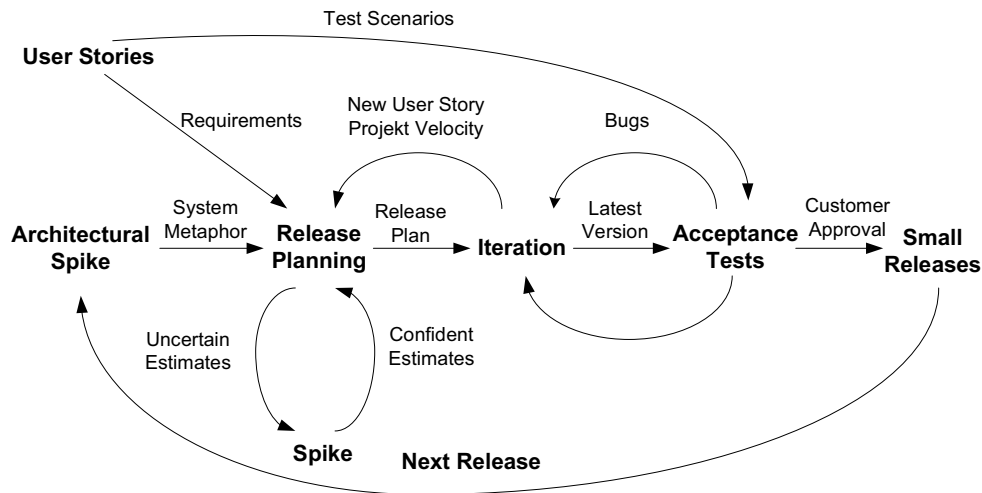 Test Scenarios
User Stories
New User Story
Projekt Velocity
Requirements
Bugs
System
Metaphor
Release
Plan
Latest
Version
Customer
Approval
Architectural
Spike
Release
Planning
Iteration
Acceptance
Tests
Small
Releases
Uncertain
Estimates
Confident
Estimates
Spike
Next Release